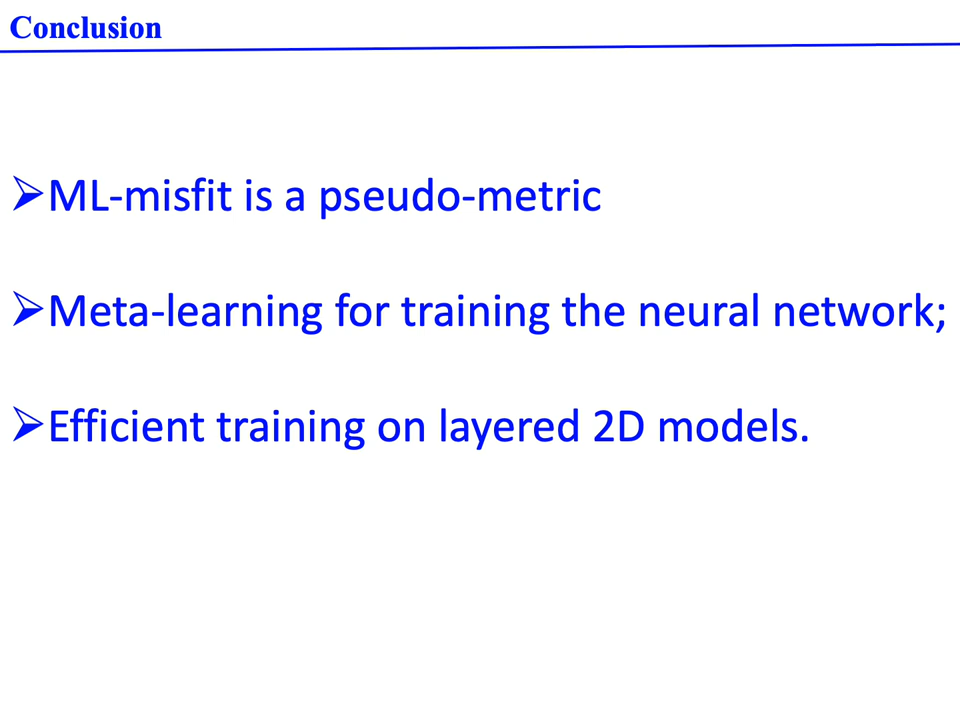 Conclusion
➢ML-misfit is a pseudo-metric
➢Meta-learning for training the neural network;
➢Efficient training on layered 2D models.